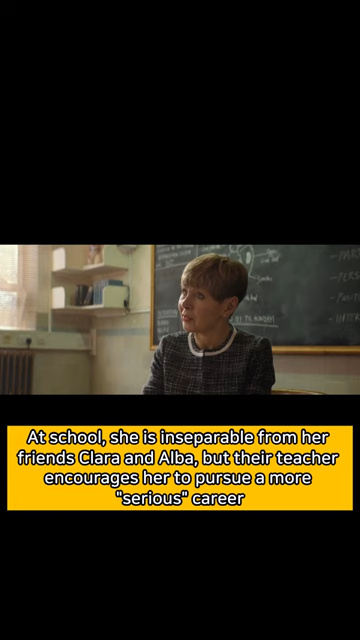 At school, she is inseparable from her
friends Clara and Alba, but their teacher
encourages her to pursue a more
"serious" career